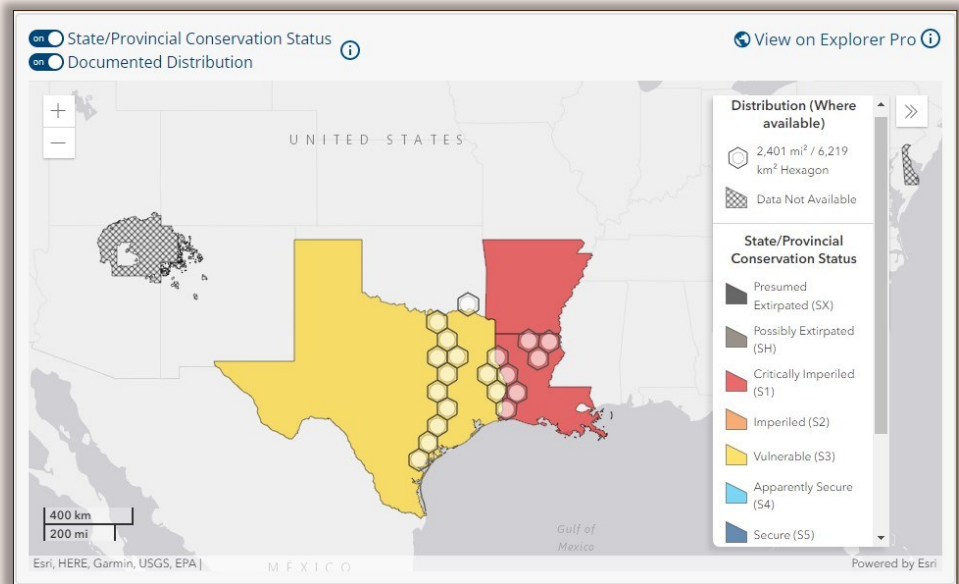 on State/Provincial Conservation Status
on Documented Distribution
View on Explorer Pro
+
−
UNITED STATES
Distribution (Where
available)
2,401 mi² / 6,219
km² Hexagon
Data Not Available
State/Provincial
Conservation Status
Presumed
Extirpated (SX)
Possibly Extirpated
(SH)
Critically Imperiled
(S1)
Imperiled (S2)
Vulnerable (S3)
Apparently Secure
(S4)
Secure (S5)
400 km
200 mi
Gulf of
Mexico
MÉXICO
Esri, HERE, Garmin, USGS, EPA |
Powered by Esri